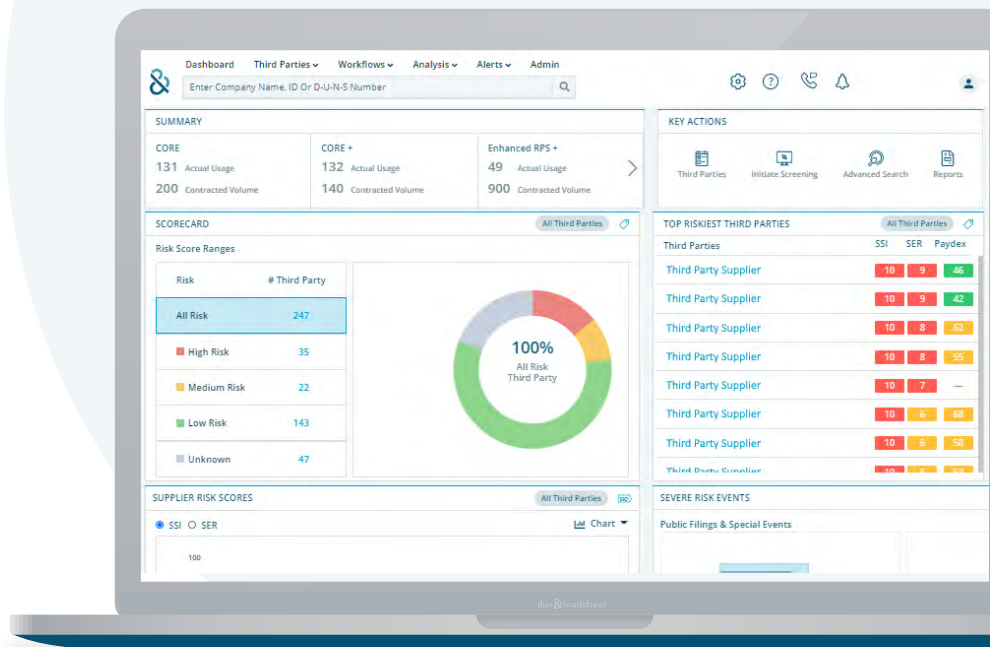 Dashboard Third Parties Workflows Analysis Alerts Admin
&
Enter Company Name, ID Or D-U-N-S Number
SUMMARY
CORE
131 Actual Usage
200 Contracted Volume
CORE +
132 Actual Usage
140 Contracted Volume
Enhanced RPS +
49 Actual Usage
900 Contracted Volume
KEY ACTIONS
Third Parties Initiate Screening Advanced Search Reports
SCORECARD All Third Parties
Risk Score Ranges
Risk # Third Party
All Risk 247
High Risk 35
Medium Risk 22
Low Risk 143
Unknown 47
100%
All Risk
Third Party
TOP RISKIEST THIRD PARTIES All Third Parties
Third Parties SSI SER Paydex
Third Party Supplier 10 9 46
Third Party Supplier 10 9 42
Third Party Supplier 10 8 62
Third Party Supplier 10 8 55
Third Party Supplier 10 7 —
Third Party Supplier 10 6 68
Third Party Supplier 10 6 58
Third Party Supplier 10 6
SUPPLIER RISK SCORES All Third Parties
SSI SER Chart
100
SEVERE RISK EVENTS
Public Filings & Special Events
dun & bradstreet